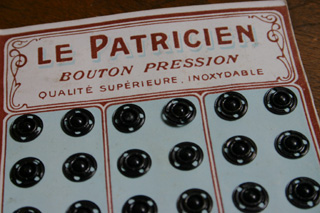 LE PATRICIEN
BOUTON PRESSION
QUALITÉ SUPÉRIEURE, INOXYDABLE